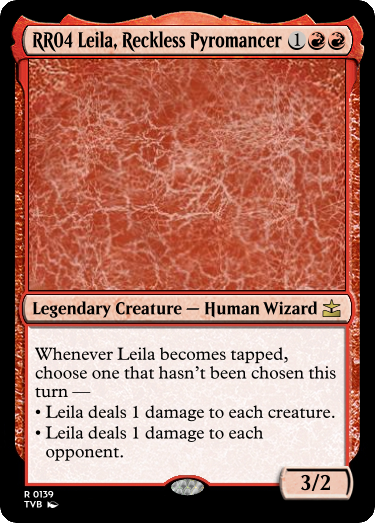 RR04 Leila, Reckless Pyromancer 1
Legendary Creature — Human Wizard
Whenever Leila becomes tapped,
choose one that hasn't been chosen this
turn —
• Leila deals 1 damage to each creature.
• Leila deals 1 damage to each
opponent.
3/2
R 0139
TVB